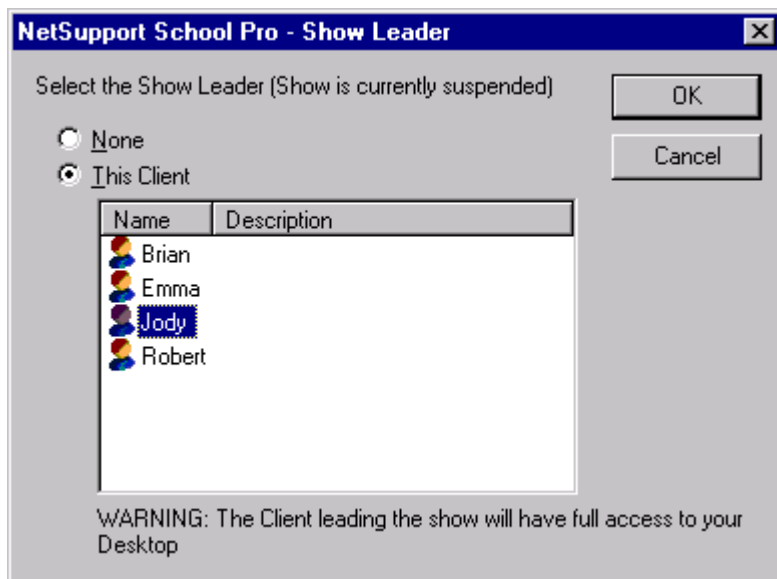 NetSupport School Pro - Show Leader
Select the Show Leader (Show is currently suspended)
OK
None
Cancel
This Client
Name Description
Brian
Emma
Jody
Robert
WARNING: The Client leading the show will have full access to your
Desktop